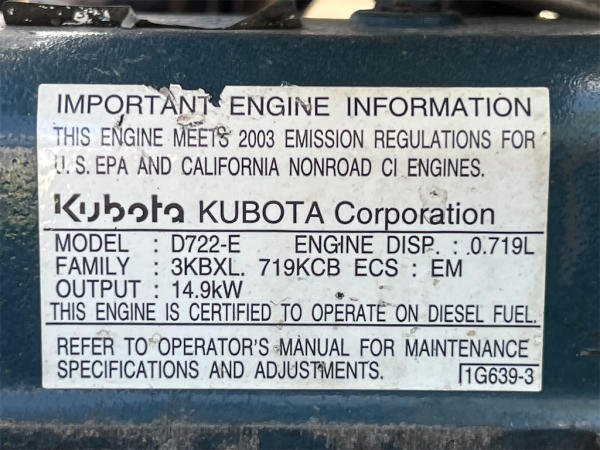 IMPORTANT ENGINE INFORMATION
THIS ENGINE MEETS 2003 EMISSION REGULATIONS FOR
U.S. EPA AND CALIFORNIA NONROAD CI ENGINES.
Kubota KUBOTA Corporation
MODEL : D722-E ENGINE DISP. : 0.719L
FAMILY : 3KBXL. 719KCB ECS : EM
OUTPUT : 14.9kW
THIS ENGINE IS CERTIFIED TO OPERATE ON DIESEL FUEL.
REFER TO OPERATOR'S MANUAL FOR MAINTENANCE
SPECIFICATIONS AND ADJUSTMENTS. 1G639-3